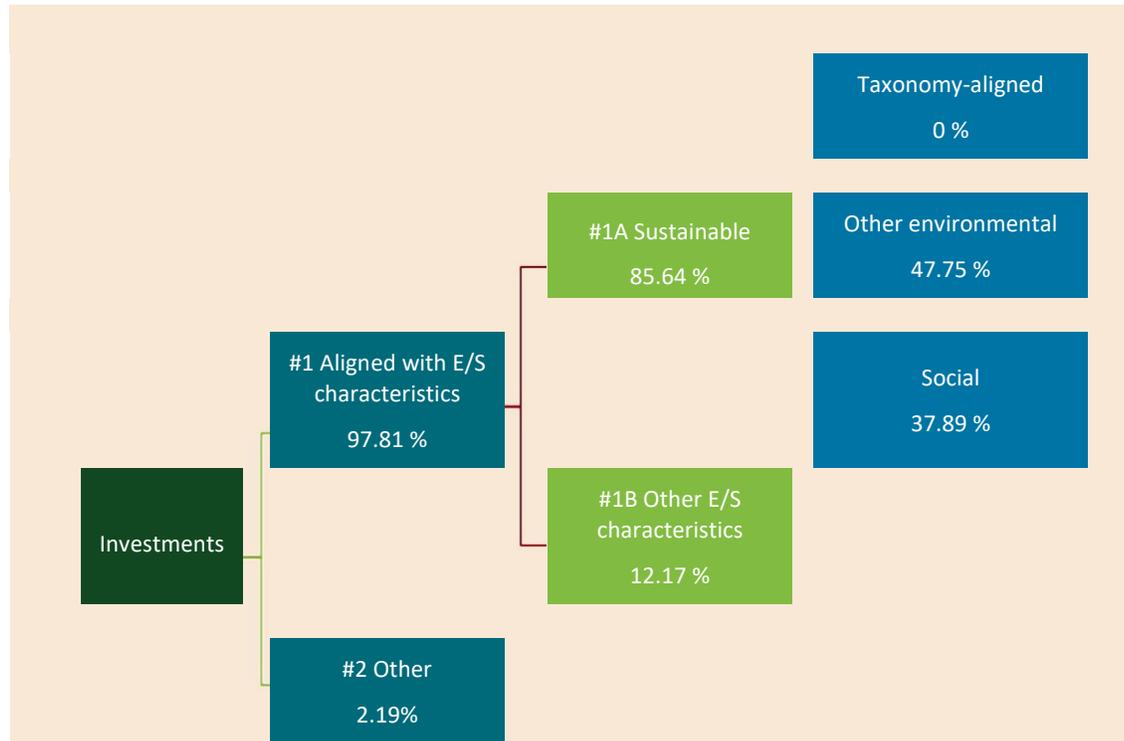 Taxonomy-aligned
0 %
#1A Sustainable
85.64 %
Other environmental
47.75 %
#1 Aligned with E/S
characteristics
97.81 %
Social
37.89 %
Investments
#1B Other E/S
characteristics
12.17 %
#2 Other
2.19%